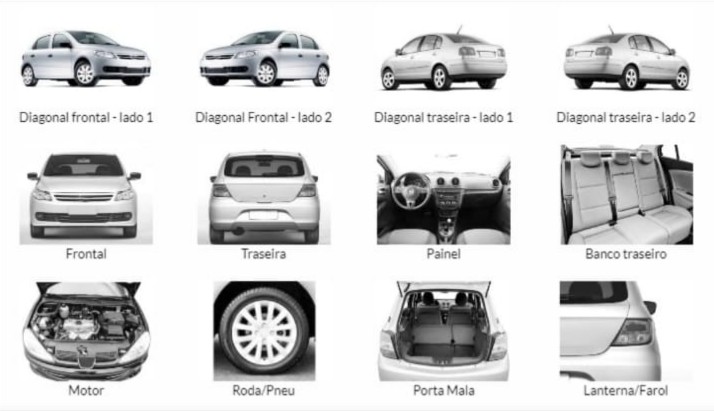 Diagonal frontal - lado 1
Diagonal Frontal - lado 2
Diagonal traseira - lado 1
Diagonal traseira - lado 2
Frontal
Traseira
Painel
Banco traseiro
Motor
Roda/Pneu
Porta Mala
Lanterna/Farol